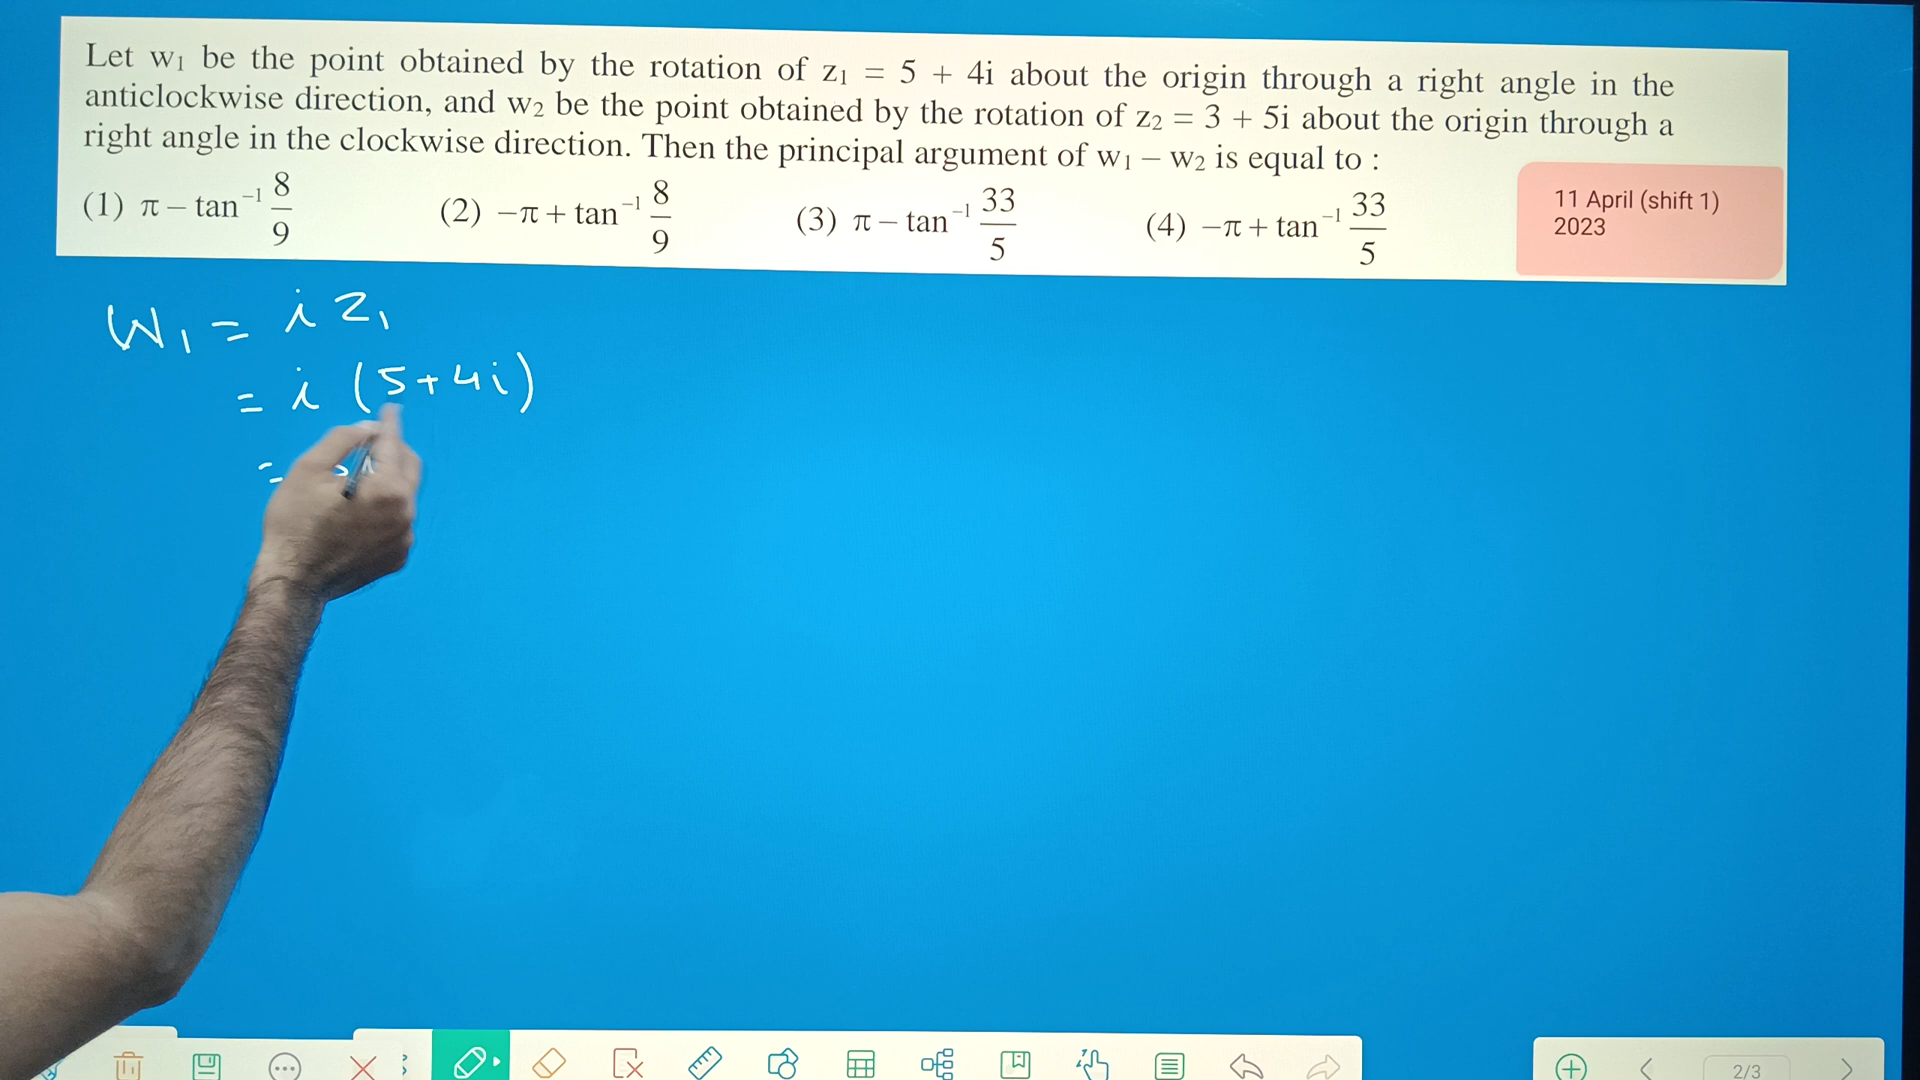 Let w₁ be the point obtained by the rotation of z₁ = 5 + 4i about the origin through a right angle in the
anticlockwise direction, and w₂ be the point obtained by the rotation of z₂ = 3 + 5i about the origin through a
right angle in the clockwise direction. Then the principal argument of w₁ – w₂ is equal to :
(1) π – tan⁻¹ 8/9 (2) –π + tan⁻¹ 8/9 (3) π – tan⁻¹ 33/5 (4) –π + tan⁻¹ 33/5
11 April (shift 1)
2023
W₁ = i z₁
= i (5+4i)
=
2/3